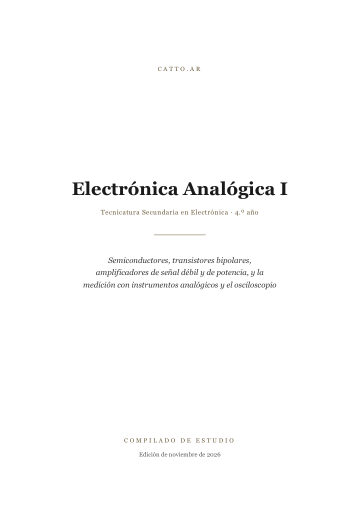 CATTO.AR
Electrónica Analógica I
Tecnicatura Secundaria en Electrónica · 4.º año
Semiconductores, transistores bipolares,
amplificadores de señal débil y de potencia, y la
medición con instrumentos analógicos y el osciloscopio
COMPILADO DE ESTUDIO
Edición de noviembre de 2026